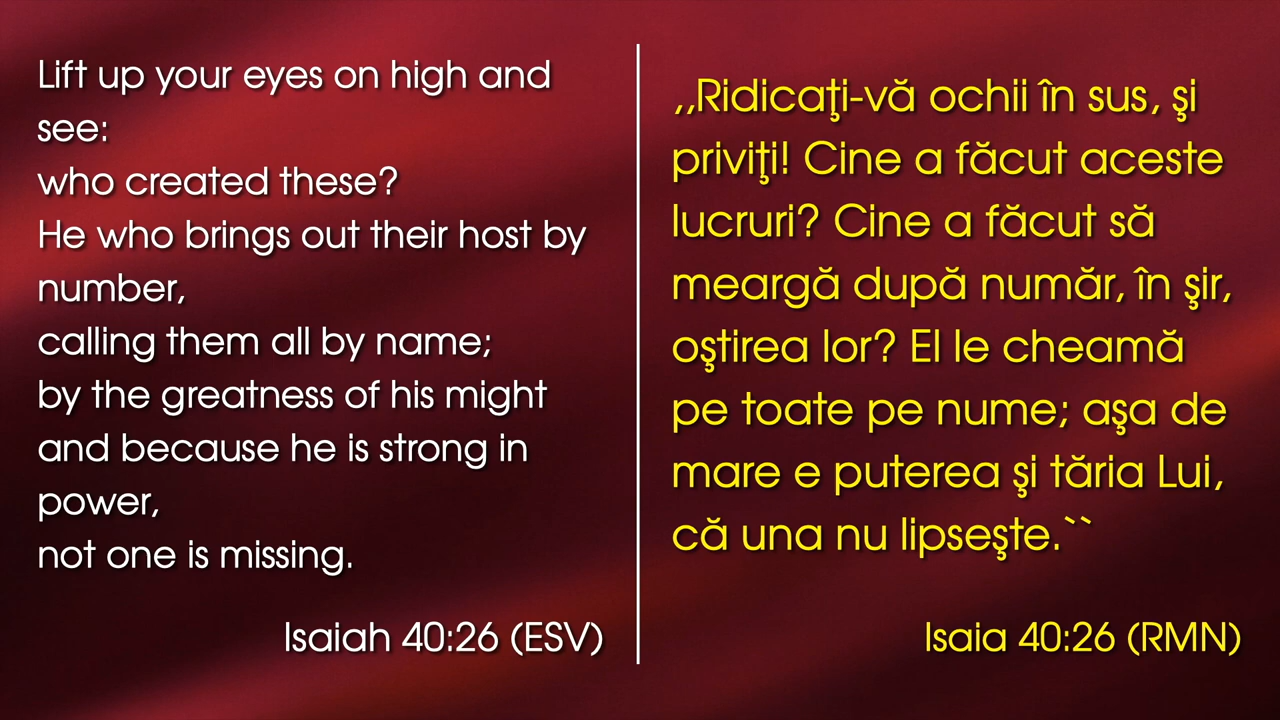 Lift up your eyes on high and
see:
who created these?
He who brings out their host by
number,
calling them all by name;
by the greatness of his might
and because he is strong in
power,
not one is missing.
Isaiah 40:26 (ESV)
,,Ridicaţi-vă ochii în sus, şi
priviţi! Cine a făcut aceste
lucruri? Cine a făcut să
meargă după număr, în şir,
oştirea lor? El le cheamă
pe toate pe nume; aşa de
mare e puterea şi tăria Lui,
că una nu lipseşte.``
Isaia 40:26 (RMN)